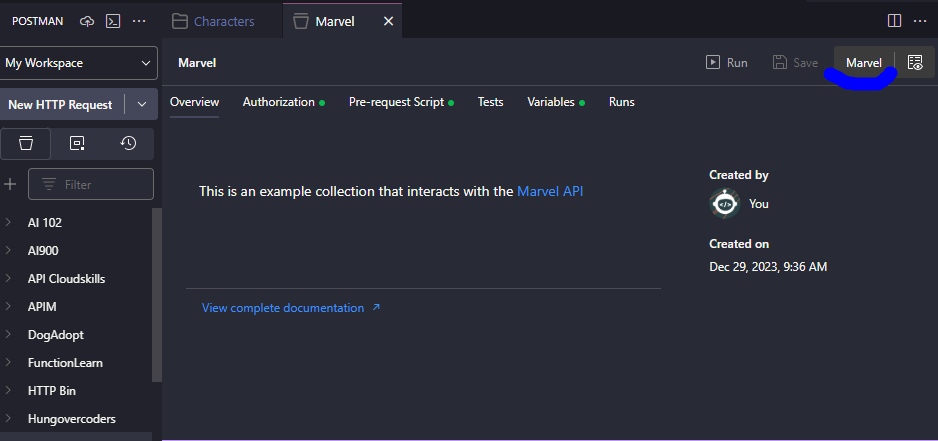 POSTMAN
Characters
Marvel
My Workspace
Marvel
Run
Save
Marvel
New HTTP Request
Overview
Authorization
Pre-request Script
Tests
Variables
Runs
Filter
This is an example collection that interacts with the Marvel API
Created by
You
Created on
Dec 29, 2023, 9:36 AM
View complete documentation
AI 102
AI900
API Cloudskills
APIM
DogAdopt
FunctionLearn
HTTP Bin
Hungovercoders